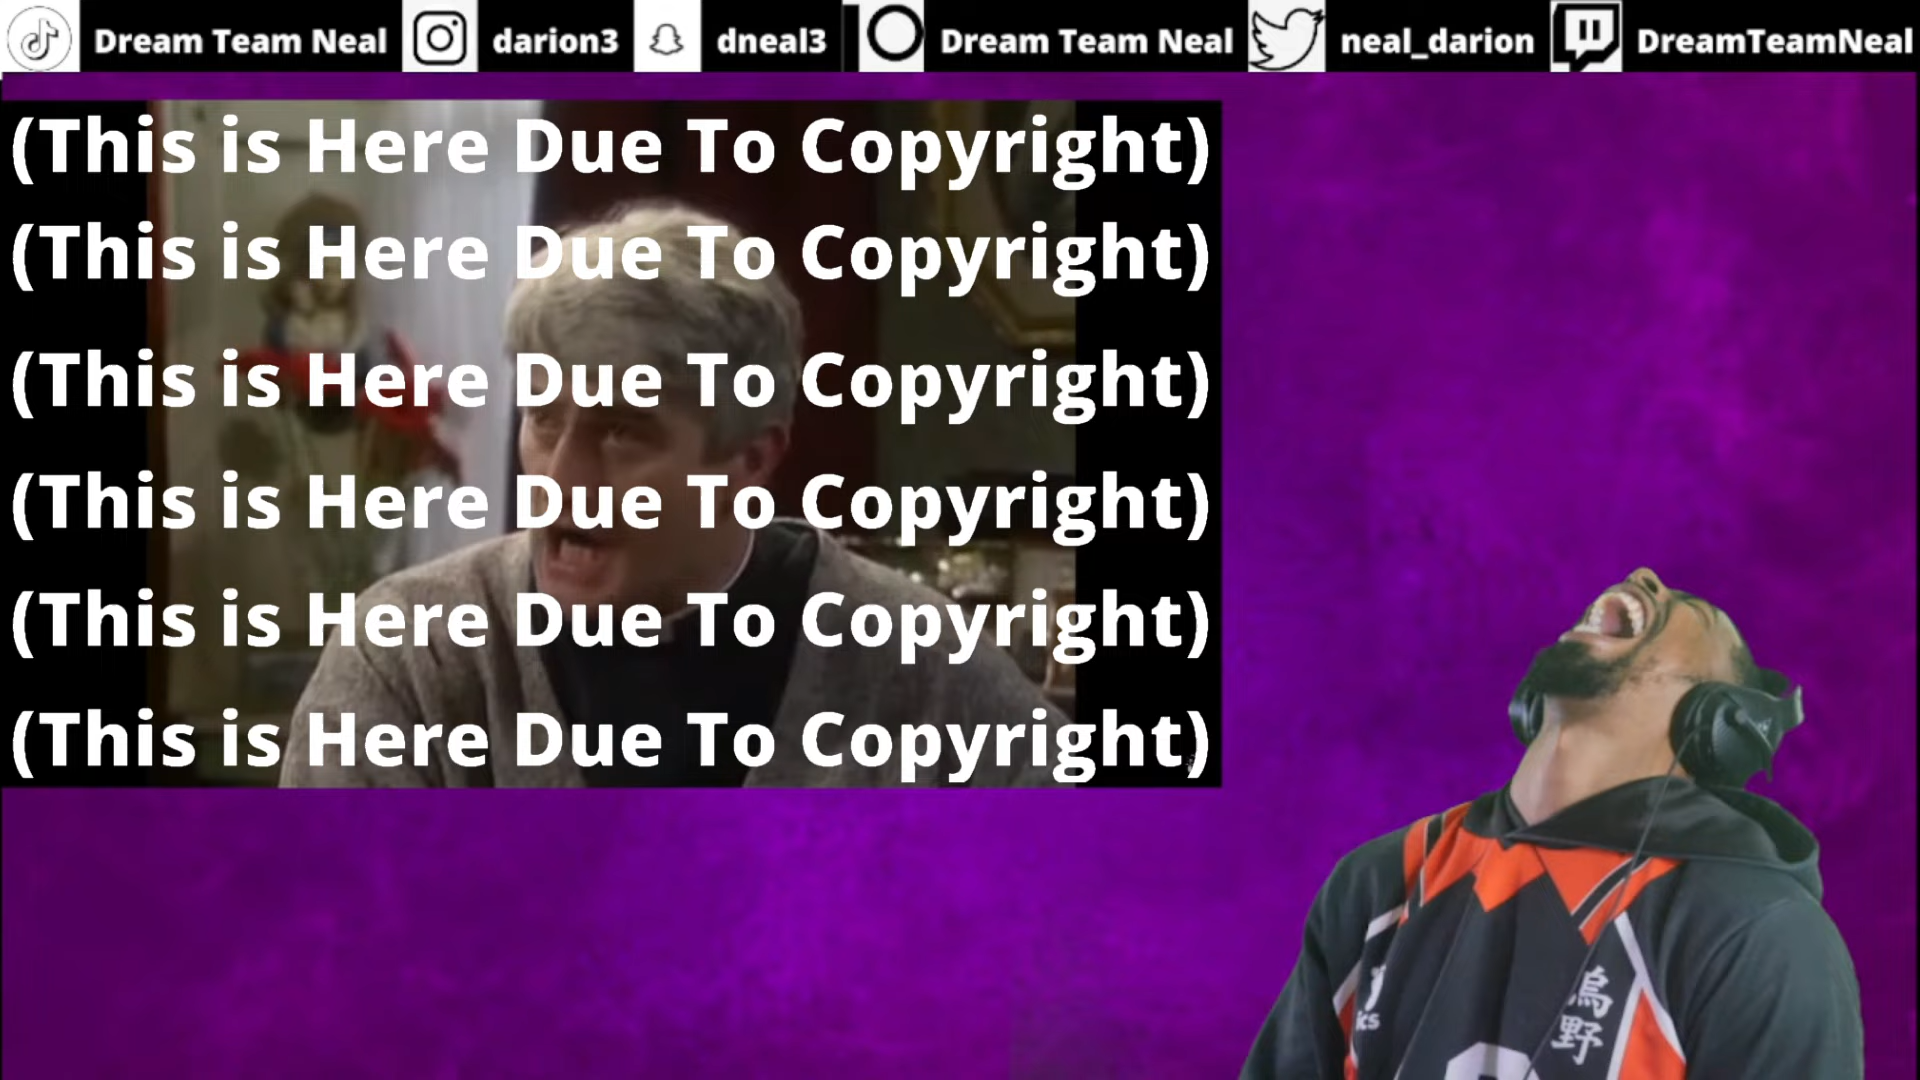 Dream Team Neal darion3 dneal3 Dream Team Neal neal_darion DreamTeamNeal
(This is Here Due To Copyright)
(This is Here Due To Copyright)
(This is Here Due To Copyright)
(This is Here Due To Copyright)
(This is Here Due To Copyright)
(This is Here Due To Copyright)
烏野